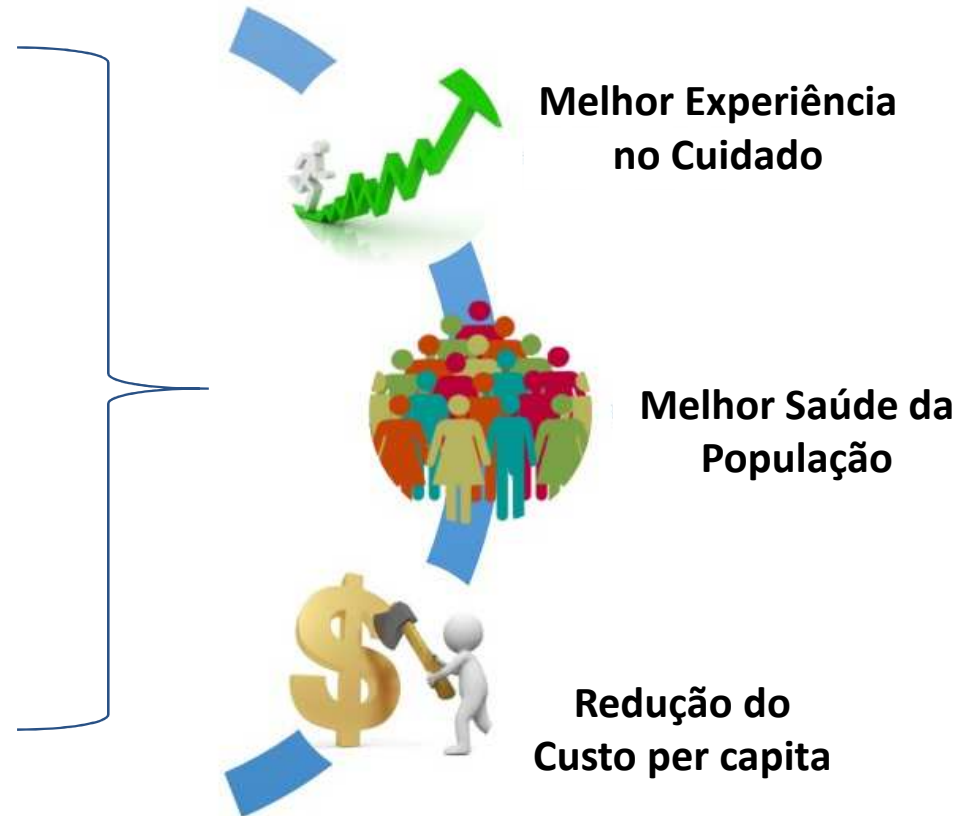 Melhor Experiência
no Cuidado
Melhor Saúde da
População
Redução do
Custo per capita